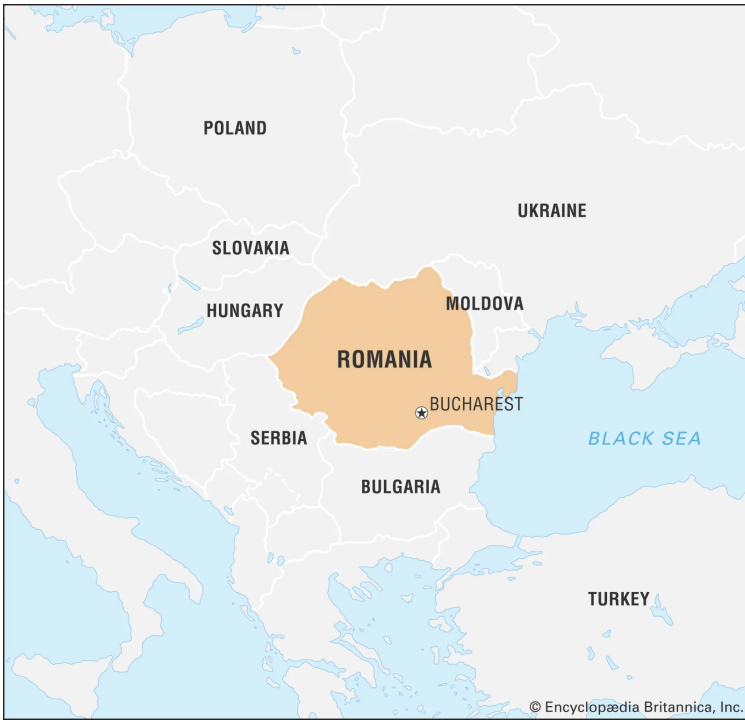 POLAND
UKRAINE
SLOVAKIA
HUNGARY
MOLDOVA
ROMANIA
BUCHAREST
SERBIA
BLACK SEA
BULGARIA
TURKEY
© Encyclopædia Britannica, Inc.